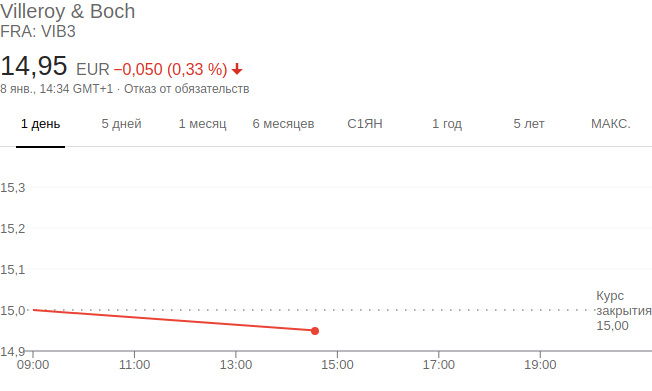 Villeroy & Boch
FRA: VIB3
14,95 EUR −0,050 (0,33 %)
8 янв., 14:34 GMT+1 · Отказ от обязательств
1 день 5 дней 1 месяц 6 месяцев С1ЯН 1 год 5 лет МАКС.
15,3
15,2
15,1
15,0
Курс
закрытия
15,00
14,9
09:00 11:00 13:00 15:00 17:00 19:00